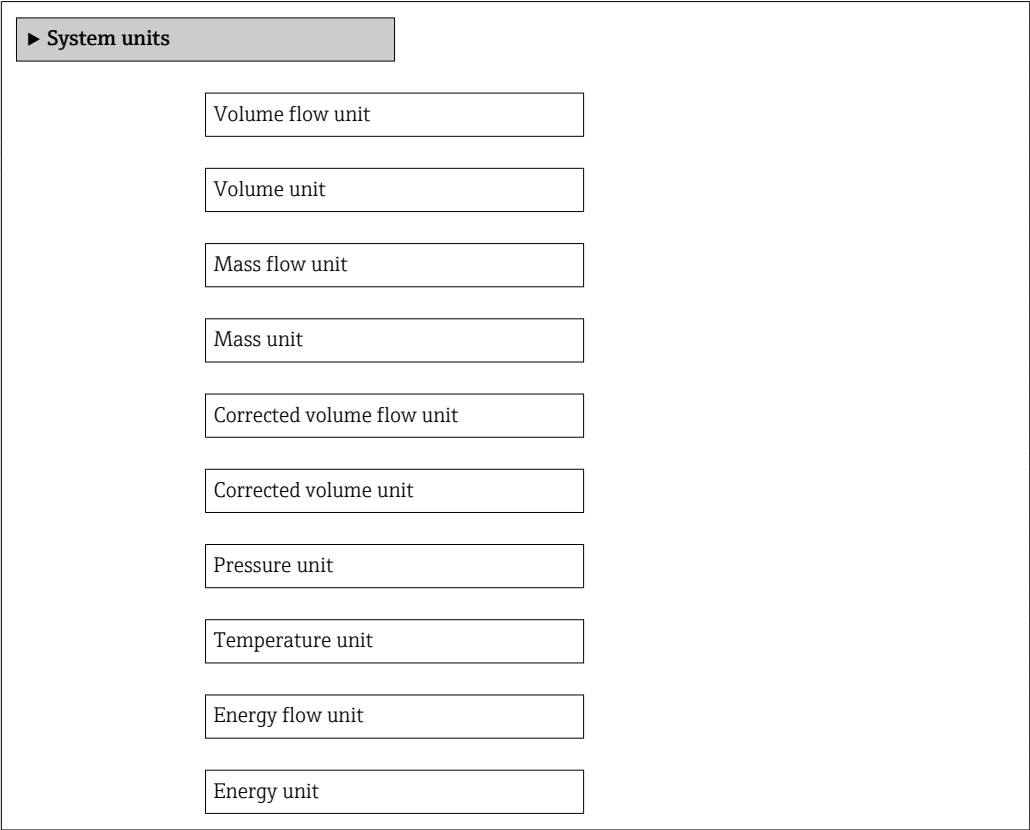 ▶ System units
Volume flow unit
Volume unit
Mass flow unit
Mass unit
Corrected volume flow unit
Corrected volume unit
Pressure unit
Temperature unit
Energy flow unit
Energy unit